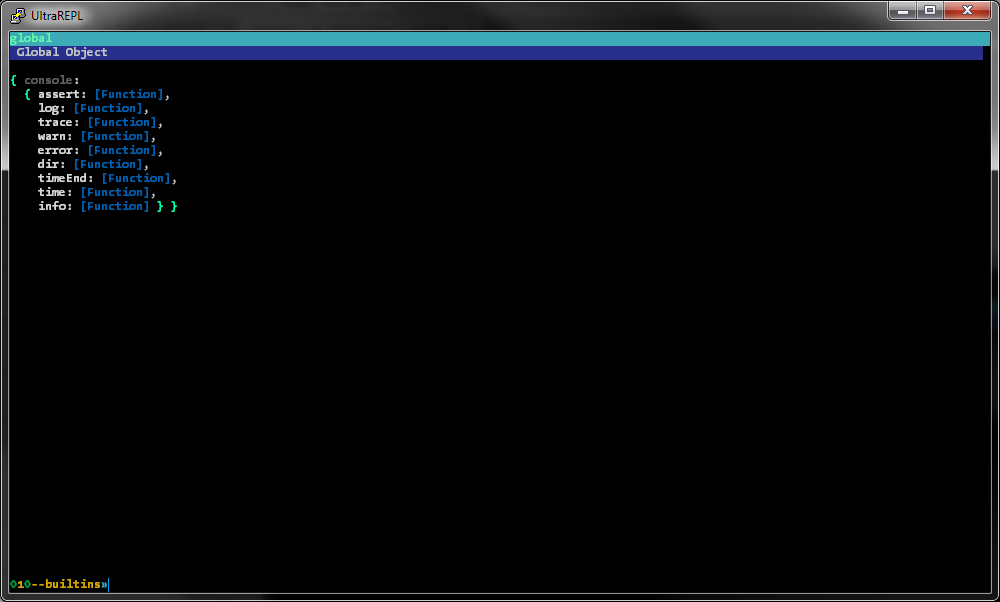 UltraREPL
global
Global Object
{ console:
{ assert: [Function],
log: [Function],
trace: [Function],
warn: [Function],
error: [Function],
dir: [Function],
timeEnd: [Function],
time: [Function],
info: [Function] } }
◊1◊--builtins»